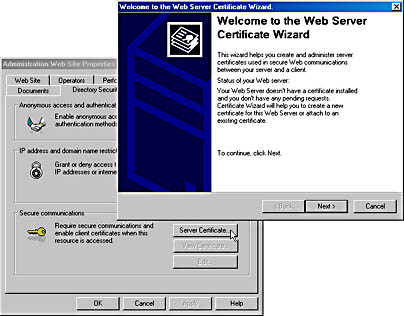 Welcome to the Web Server Certificate Wizard.
Welcome to the Web Server
Certificate Wizard
This wizard helps you create and administer server
certificates used in secure Web communications
between your server and a client.
Status of your Web server:
Your Web Server doesn't have a certificate installed
and you don't have any pending requests.
Certificate Wizard will help you to create a new
certificate for this Web Server or attach to an
existing certificate.
To continue, click Next.
< Back
Next >
Cancel
Administration Web Site Properties
Web Site
Operators
Perfo
Documents
Directory Securit
Anonymous access and authenticat
Enable anonymous acc
authentication methods
IP address and domain name restric
Grant or deny access t
IP addresses or interne
Secure communications
Require secure communications and
enable client certificates when this
resource is accessed.
Server Certificate...
View Certificate...
Edit...
OK
Cancel
Apply
Help